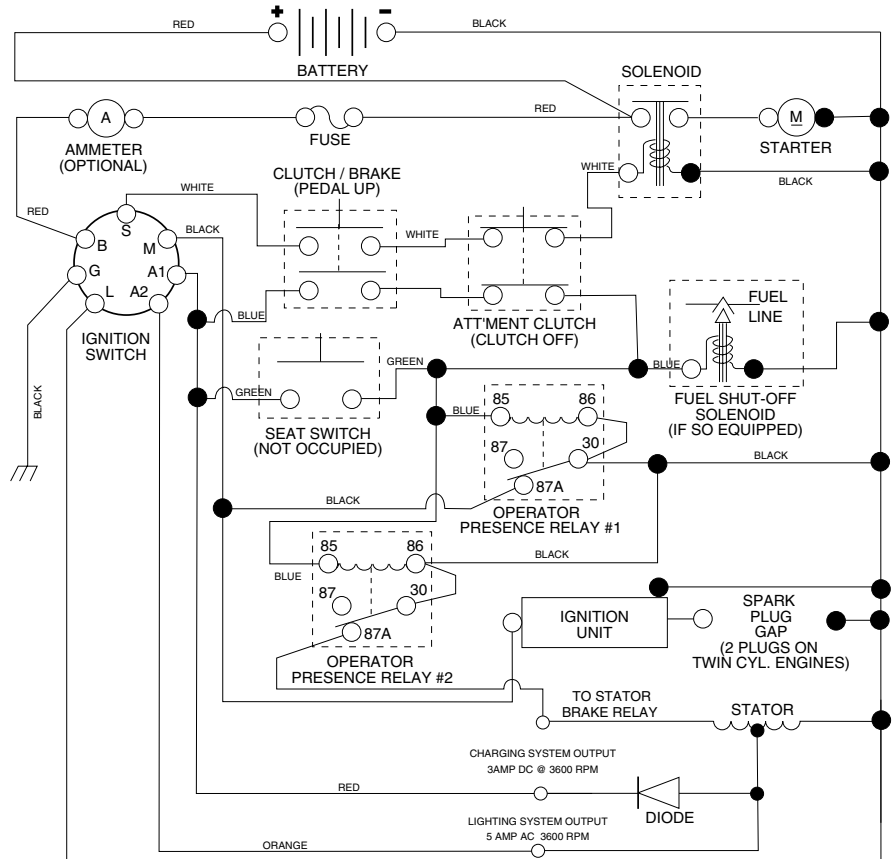 + -
RED
BLACK
BATTERY
SOLENOID
A
RED
M
AMMETER
(OPTIONAL)
FUSE
STARTER
CLUTCH / BRAKE
(PEDAL UP)
WHITE
WHITE
BLACK
RED
S
BLACK
WHITE
B
M
G
A1
L
A2
BLUE
ATT'MENT CLUTCH
(CLUTCH OFF)
FUEL
LINE
IGNITION
SWITCH
GREEN
BLUE
BLACK
GREEN
SEAT SWITCH
(NOT OCCUPIED)
FUEL SHUT-OFF
SOLENOID
(IF SO EQUIPPED)
BLUE
85
86
87
30
BLACK
87A
BLACK
OPERATOR
PRESENCE RELAY #1
85
86
BLACK
BLUE
87
30
87A
IGNITION
UNIT
SPARK
PLUG
GAP
(2 PLUGS ON
TWIN CYL. ENGINES)
OPERATOR
PRESENCE RELAY #2
TO STATOR
BRAKE RELAY
STATOR
CHARGING SYSTEM OUTPUT
3AMP DC @ 3600 RPM
RED
DIODE
LIGHTING SYSTEM OUTPUT
5 AMP AC 3600 RPM
ORANGE